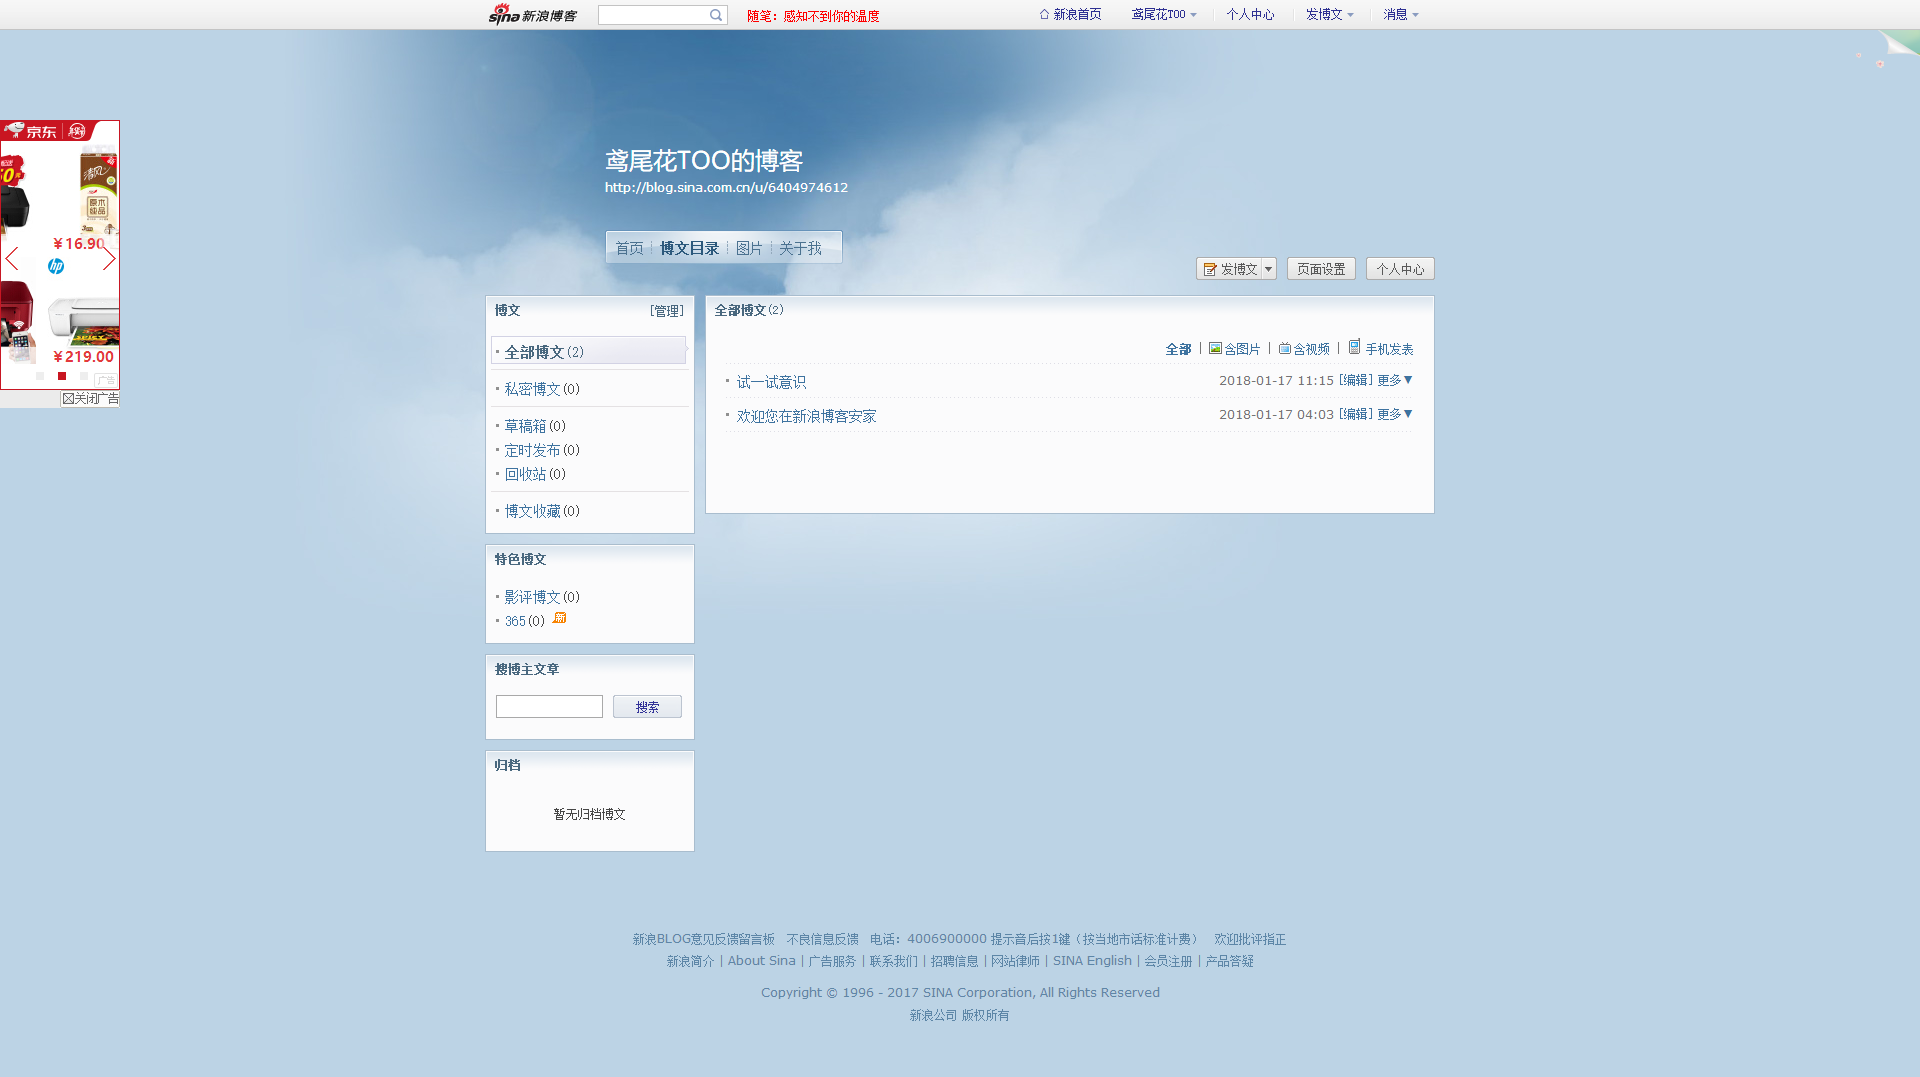 sina 新浪博客
随笔：感知不到你的温度
新浪首页
鸢尾花TOO
个人中心
发博文
消息
鸢尾花TOO的博客
http://blog.sina.com.cn/u/6404974612
首页 博文目录 图片 关于我
发博文 页面设置 个人中心
京东
清风
原木纯品
¥16.90
hp
¥219.00
广告
关闭广告
博文 [管理]
全部博文(2)
私密博文(0)
草稿箱(0)
定时发布(0)
回收站(0)
博文收藏(0)
特色博文
影评博文(0)
365(0) 新
搜博主文章
搜索
归档
暂无归档博文
全部博文(2)
全部 | 含图片 | 含视频 | 手机发表
试一试意识 2018-01-17 11:15 [编辑] 更多▼
欢迎您在新浪博客安家 2018-01-17 04:03 [编辑] 更多▼
新浪BLOG意见反馈留言板 不良信息反馈 电话：4006900000 提示音后按1键（按当地市话标准计费） 欢迎批评指正
新浪简介 | About Sina | 广告服务 | 联系我们 | 招聘信息 | 网站律师 | SINA English | 会员注册 | 产品答疑
Copyright © 1996 - 2017 SINA Corporation, All Rights Reserved
新浪公司 版权所有